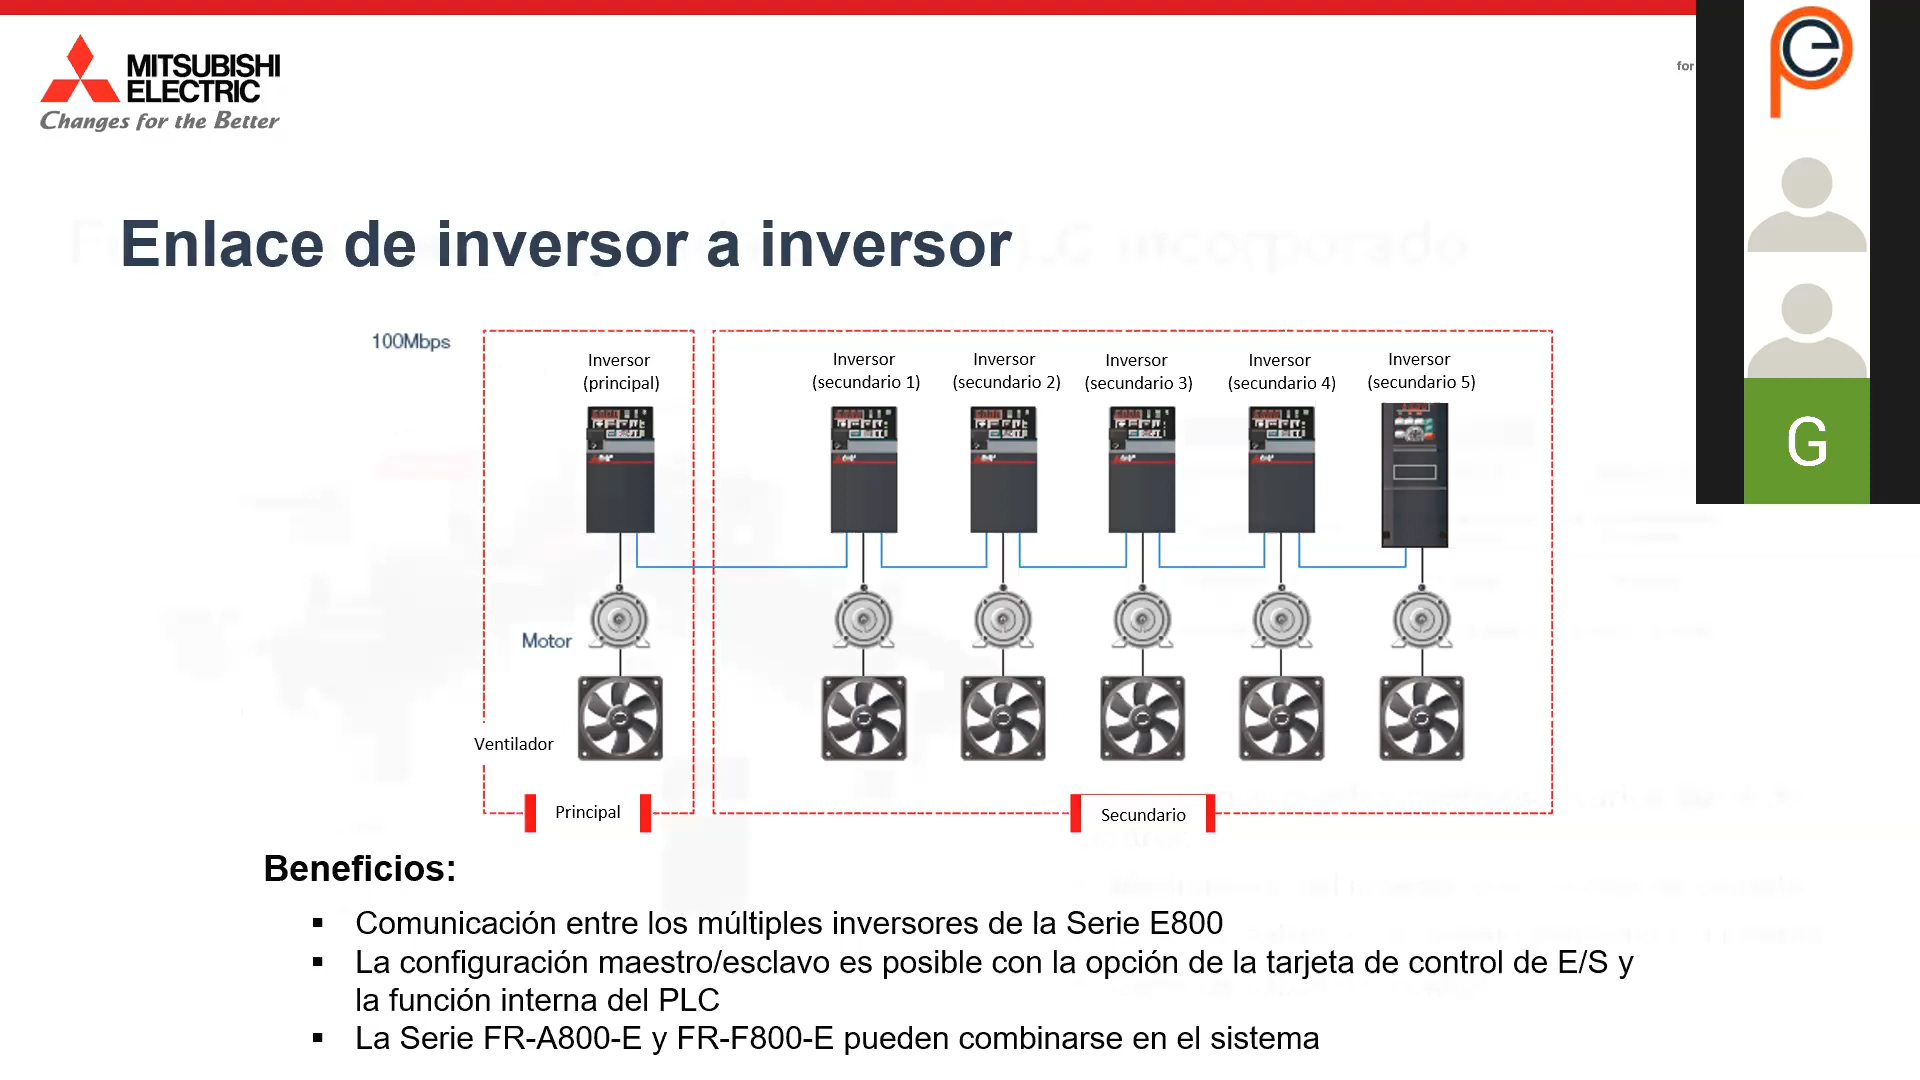 MITSUBISHI
ELECTRIC
Changes for the Better
for
Enlace de inversor a inversor
100Mbps
Inversor
(principal)
Inversor
(secundario 1)
Inversor
(secundario 2)
Inversor
(secundario 3)
Inversor
(secundario 4)
Inversor
(secundario 5)
Motor
Ventilador
Principal
Secundario
G
Beneficios:
▪ Comunicación entre los múltiples inversores de la Serie E800
▪ La configuración maestro/esclavo es posible con la opción de la tarjeta de control de E/S y
la función interna del PLC
▪ La Serie FR-A800-E y FR-F800-E pueden combinarse en el sistema